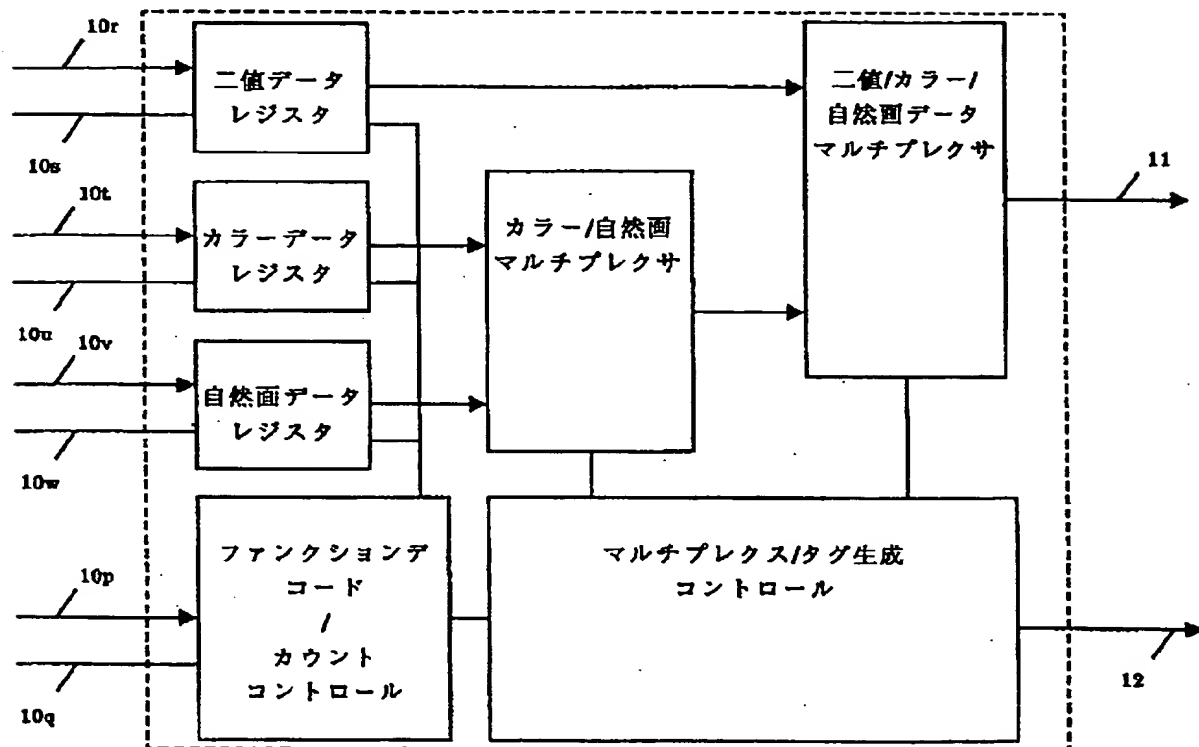 10r
二値データ
レジスタ
10s
二値/カラー/
自然画データ
マルチプレクサ
11
10t
カラーデータ
レジスタ
10u
カラー/自然画
マルチプレクサ
10v
自然面データ
レジスタ
10w
ファンクションデ
コード
/
カウント
コントロール
10p
10q
マルチプレクス/タグ生成
コントロール
12